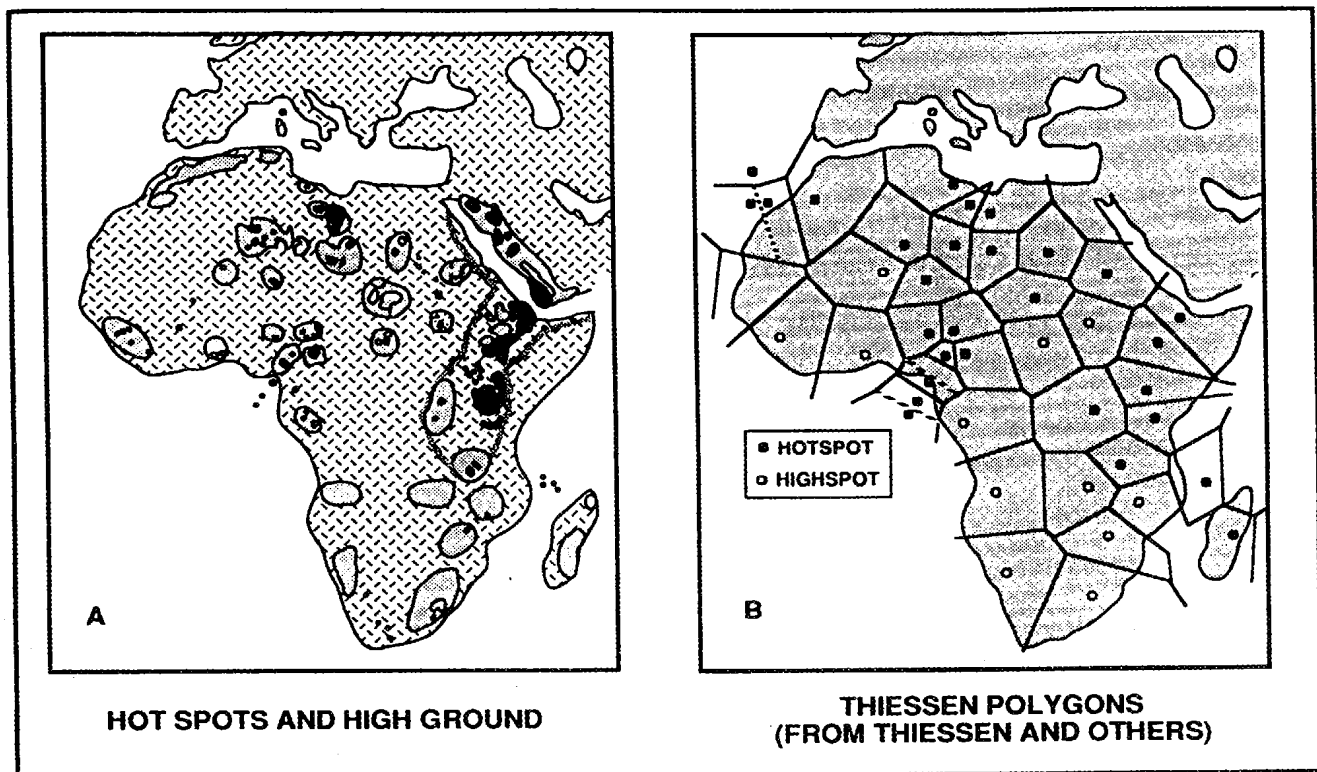 A
HOT SPOTS AND HIGH GROUND
HOTSPOT
HIGHSPOT
B
THIESSEN POLYGONS
(FROM THIESSEN AND OTHERS)